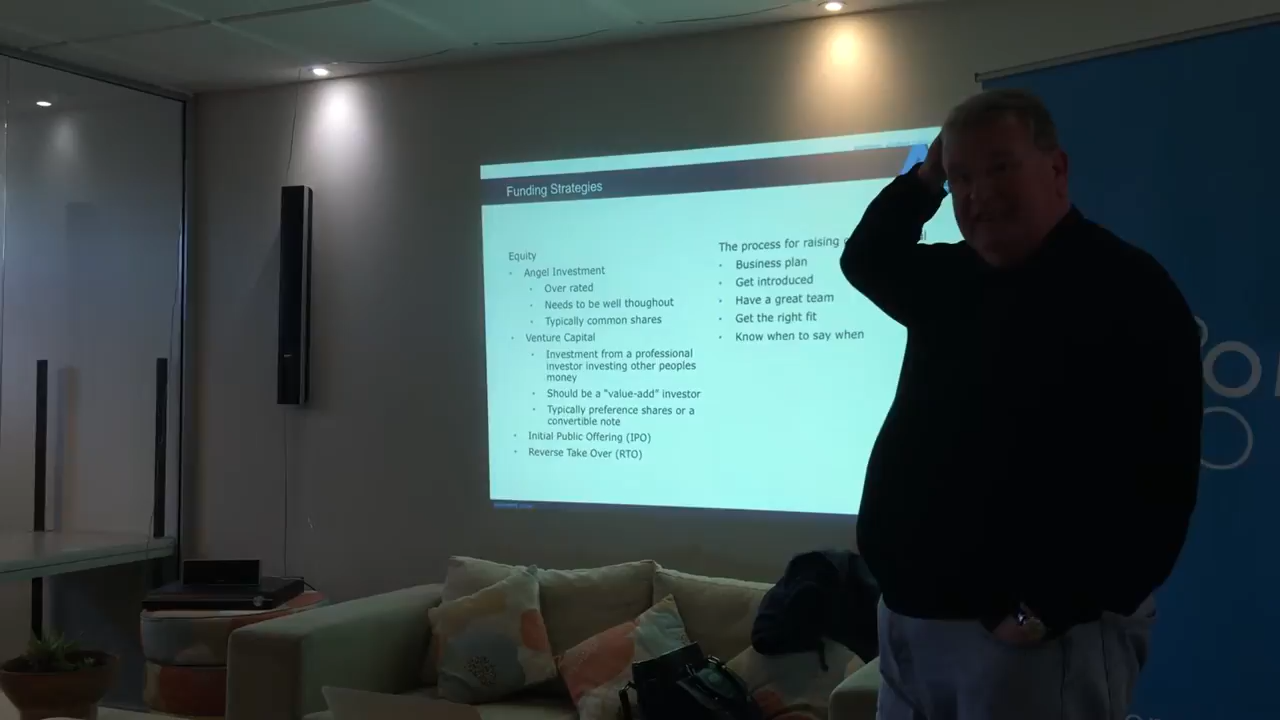 Funding Strategies
Equity
Angel Investment
Over rated
Needs to be well thoughout
Typically common shares
Venture Capital
Investment from a professional
investor investing other peoples
money
Should be a "value-add" investor
Typically preference shares or a
convertible note
Initial Public Offering (IPO)
Reverse Take Over (RTO)
The process for raising
Business plan
Get introduced
Have a great team
Get the right fit
Know when to say when